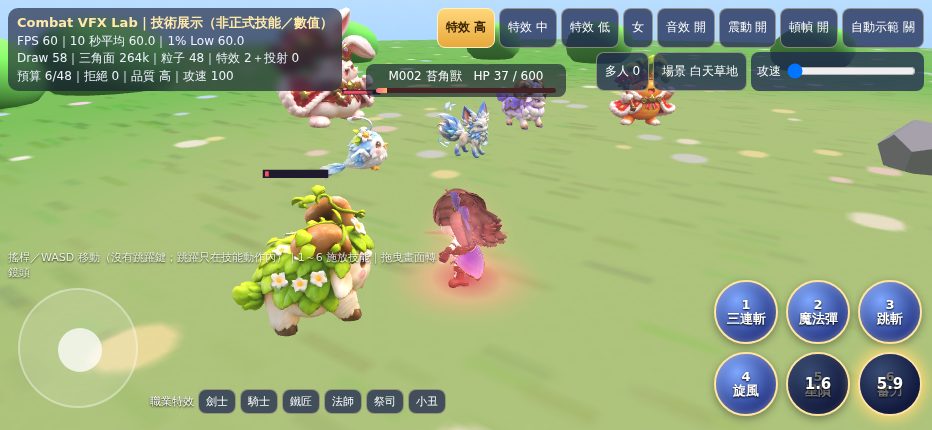 Combat VFX Lab｜技術展示（非正式技能／數值）
FPS 60｜10 秒平均 60.0｜1% Low 60.0
Draw 58｜三角面 264k｜粒子 48｜特效 2＋投射 0
預算 6/48｜拒絕 0｜品質 高｜攻速 100
特效 高
特效 中
特效 低
女
音效 開
震動 開
頓幀 開
自動示範 關
多人 0
場景 白天草地
攻速
M002 苔角獸 HP 37 / 600
搖桿／WASD 移動（沒有跳躍鍵；跳躍只在技能動作內）｜1～6 施放技能｜拖曳畫面轉
鏡頭
1
三連斬
2
魔法彈
3
跳斬
4
旋風
5
1.6
星隕
6
5.9
蓄力
職業特效
劍士
騎士
鐵匠
法師
祭司
小丑